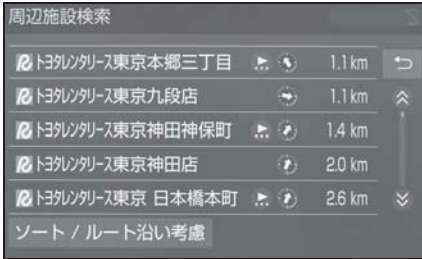 周辺施設検索
トヨタレンタリース東京本郷三丁目 1.1 km
トヨタレンタリース東京九段店 1.1 km
トヨタレンタリース東京神田神保町 1.4 km
トヨタレンタリース東京神田店 2.0 km
トヨタレンタリース東京 日本橋本町 2.6 km
ソート / ルート沿い考慮